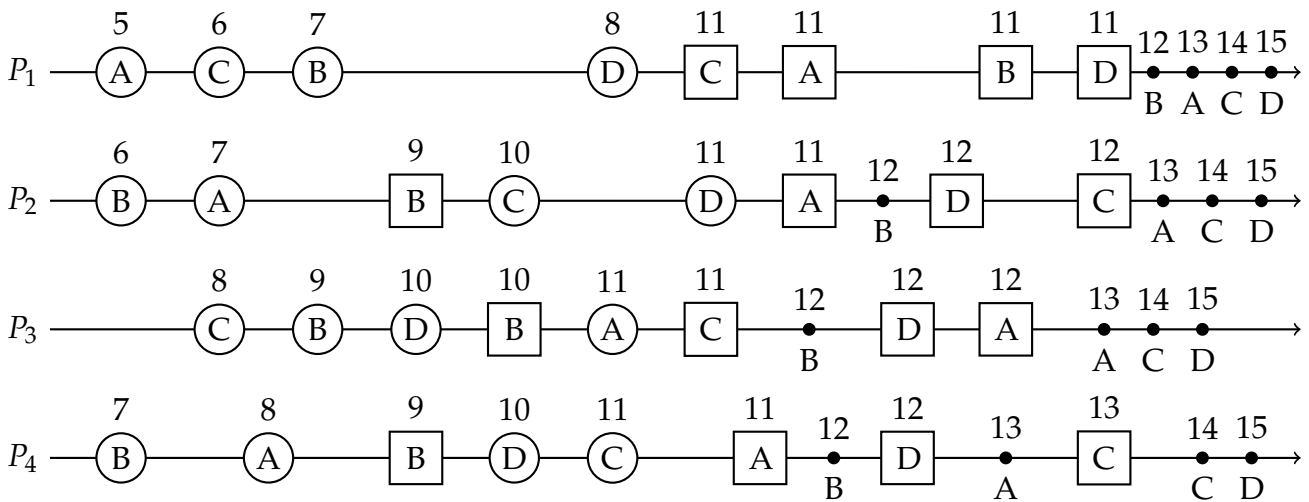 5 6 7 8 11 11 11 11 12 13 14 15
P1 A C B D C A B D
B A C D
6 7 9 10 11 11 12 12 12 13 14 15
P2 B A B C D A D C
B A C D
8 9 10 10 11 11 12 12 12 13 14 15
P3 C B D B A C D A
B A C D
7 8 9 10 11 11 12 12 13 13 14 15
P4 B A B D C A D C
B A C D